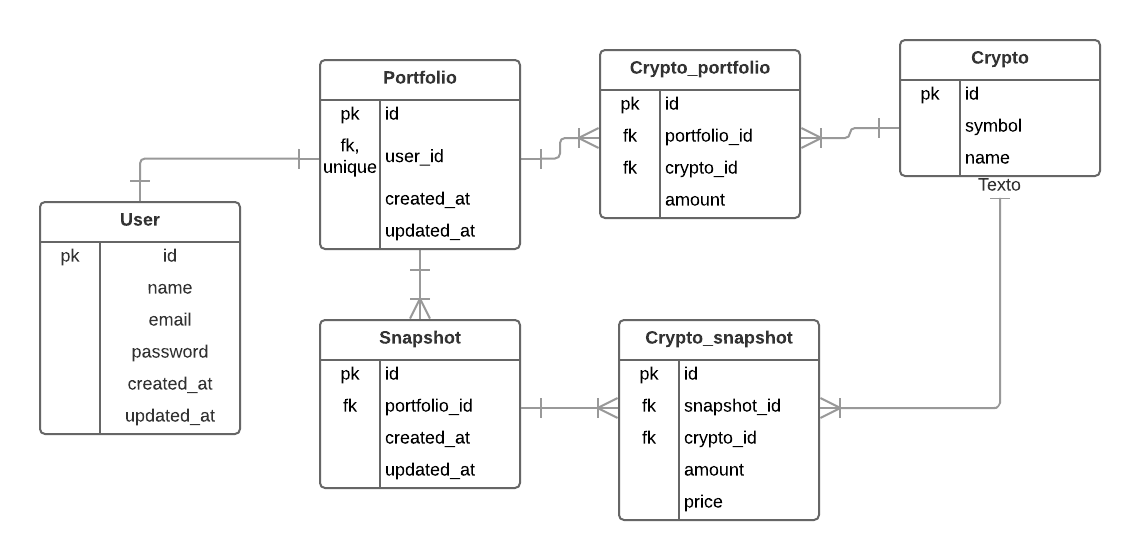 Portfolio
pk id
fk,
unique
user_id
created_at
updated_at
Crypto_portfolio
pk id
fk portfolio_id
fk crypto_id
amount
Crypto
pk id
symbol
name
Texto
User
pk id
name
email
password
created_at
updated_at
Snapshot
pk id
fk portfolio_id
created_at
updated_at
Crypto_snapshot
pk id
fk snapshot_id
fk crypto_id
amount
price